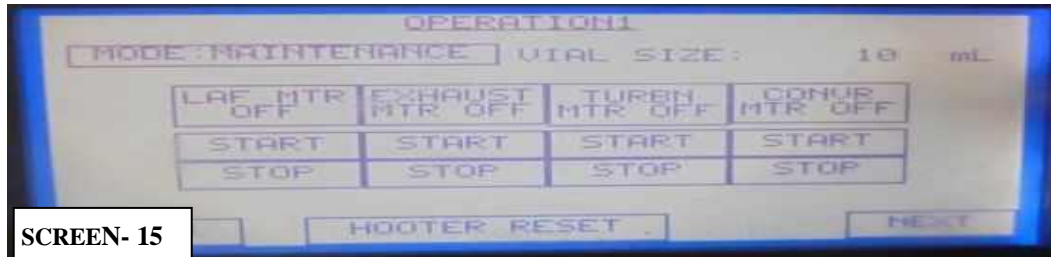 OPERATION1
MODE:MAINTENANCE VIAL SIZE: 10 mL
LAF MTR OFF EXHAUST MTR OFF TURBN MTR OFF CONVR MTR OFF
START START START START
STOP STOP STOP STOP
HOOTER RESET NEXT
SCREEN- 15